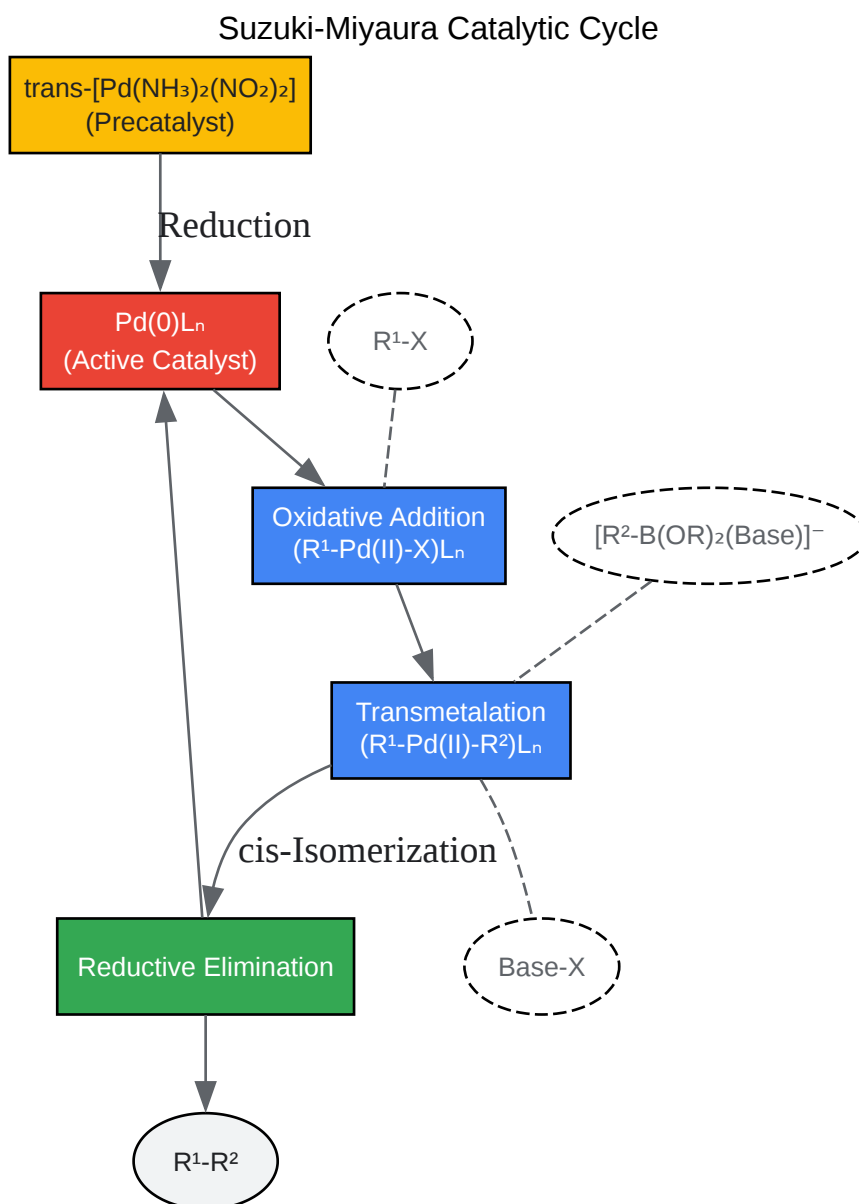 Suzuki-Miyaura Catalytic Cycle
trans-[Pd(NH₃)₂(NO₂)₂]
(Precatalyst)
Reduction
Pd(0)Lₙ
(Active Catalyst)
R¹-X
Oxidative Addition
(R¹-Pd(II)-X)Lₙ
[R²-B(OR)₂(Base)]⁻
Transmetalation
(R¹-Pd(II)-R²)Lₙ
cis-Isomerization
Reductive Elimination
Base-X
R¹-R²